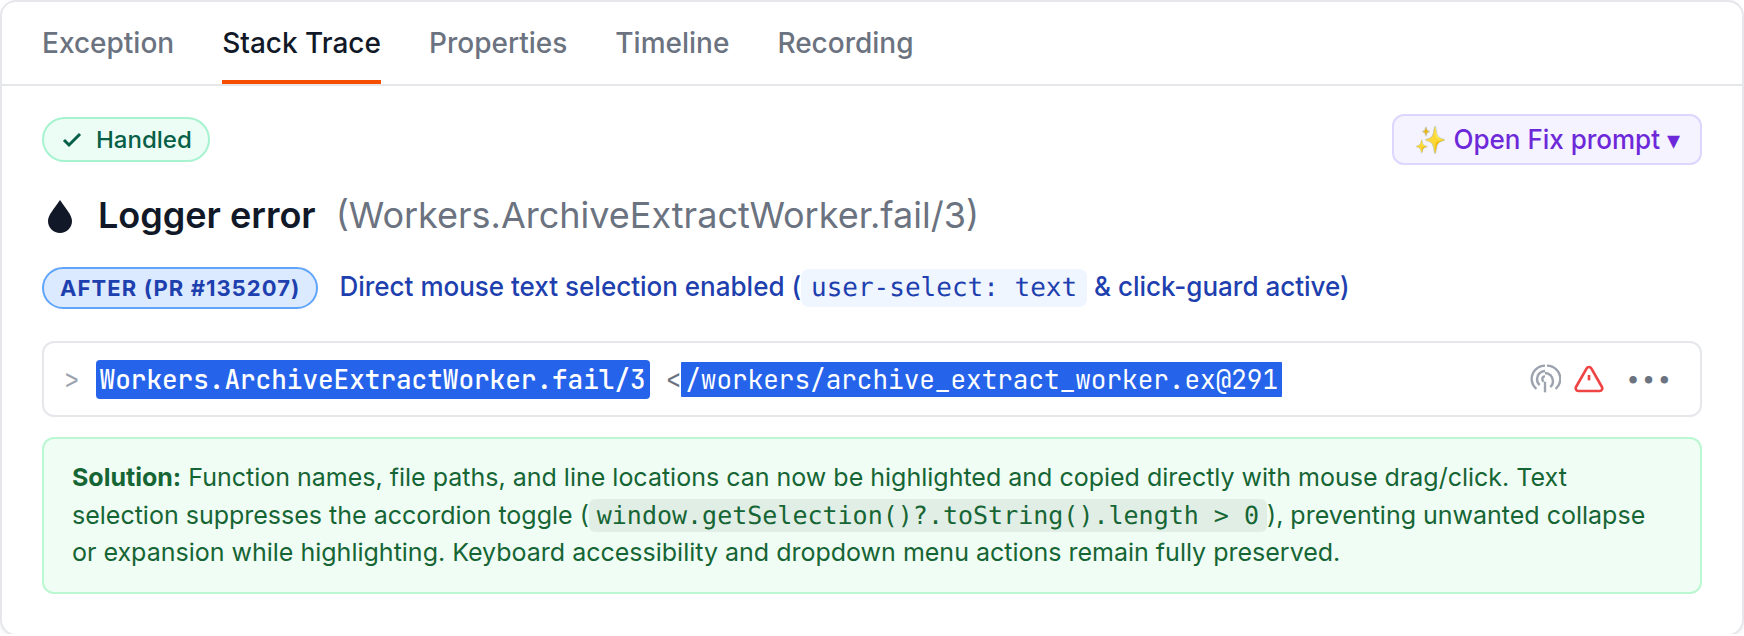 Exception Stack Trace Properties Timeline Recording
✓ Handled
✨ Open Fix prompt ▾
Logger error (Workers.ArchiveExtractWorker.fail/3)
AFTER (PR #135207) Direct mouse text selection enabled (user-select: text & click-guard active)
> Workers.ArchiveExtractWorker.fail/3 </workers/archive_extract_worker.ex@291
Solution: Function names, file paths, and line locations can now be highlighted and copied directly with mouse drag/click. Text
selection suppresses the accordion toggle (window.getSelection()?.toString().length > 0), preventing unwanted collapse
or expansion while highlighting. Keyboard accessibility and dropdown menu actions remain fully preserved.